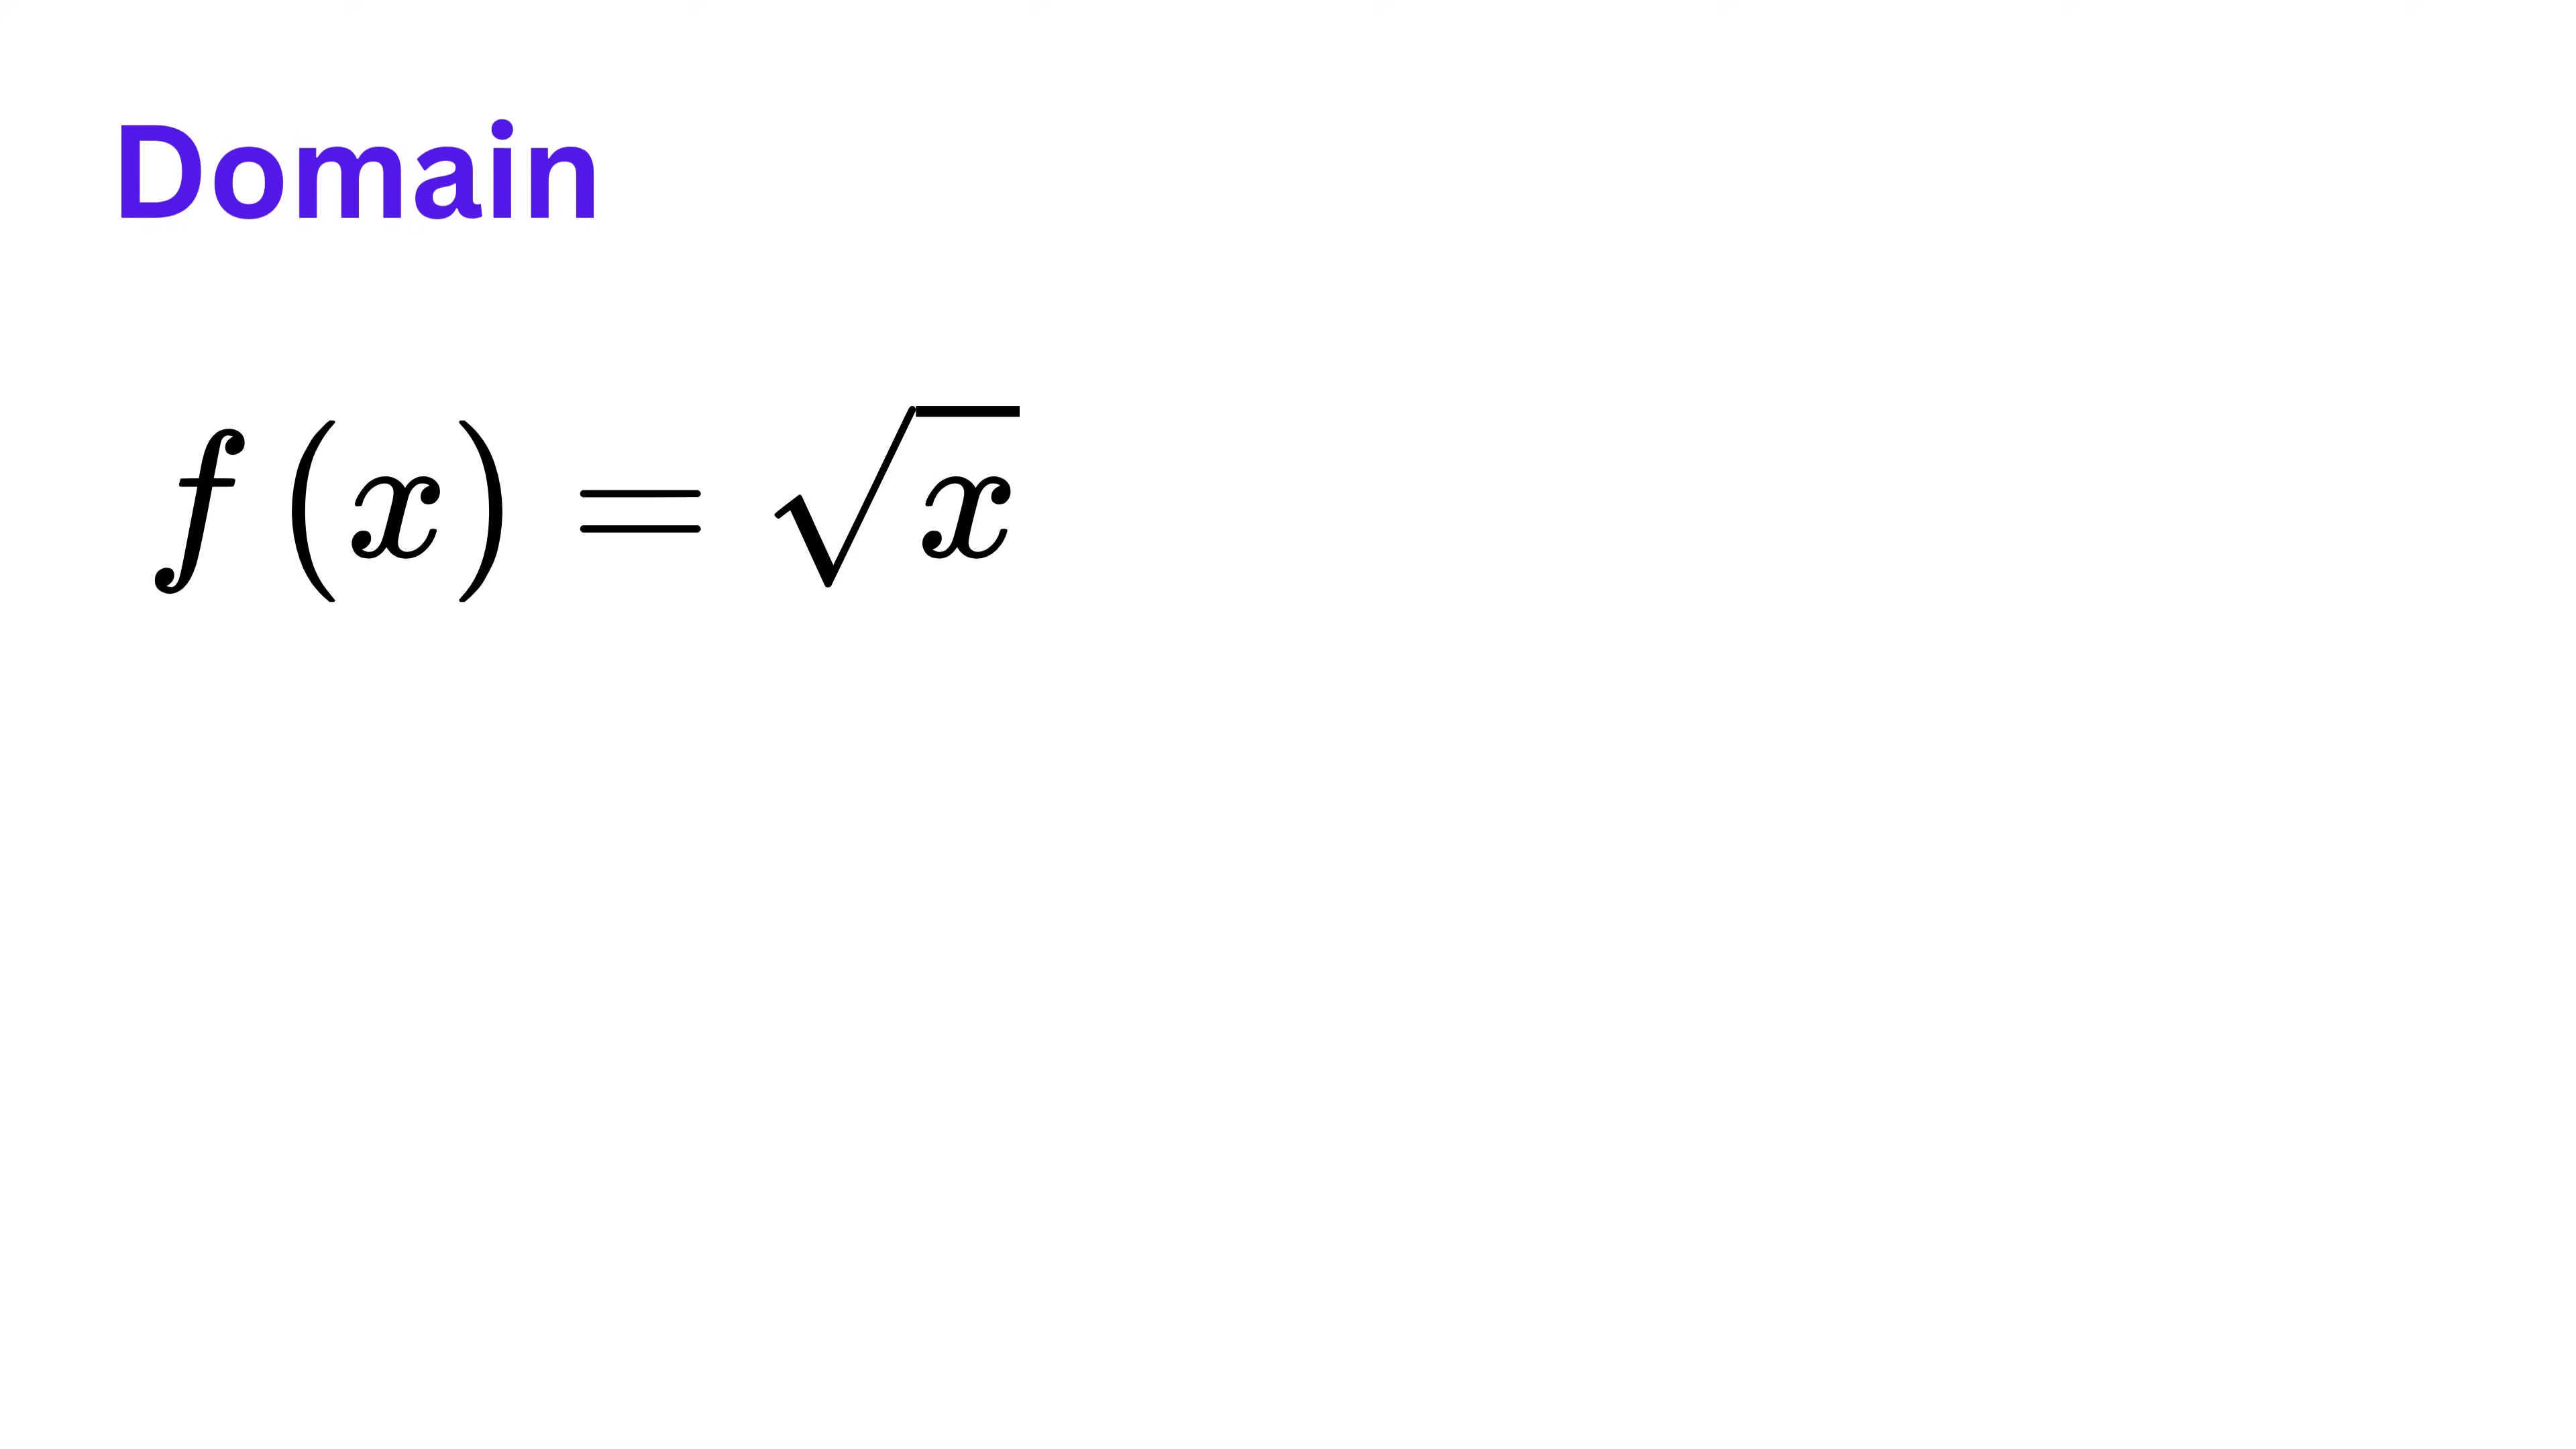 Domain
f(x) = √x